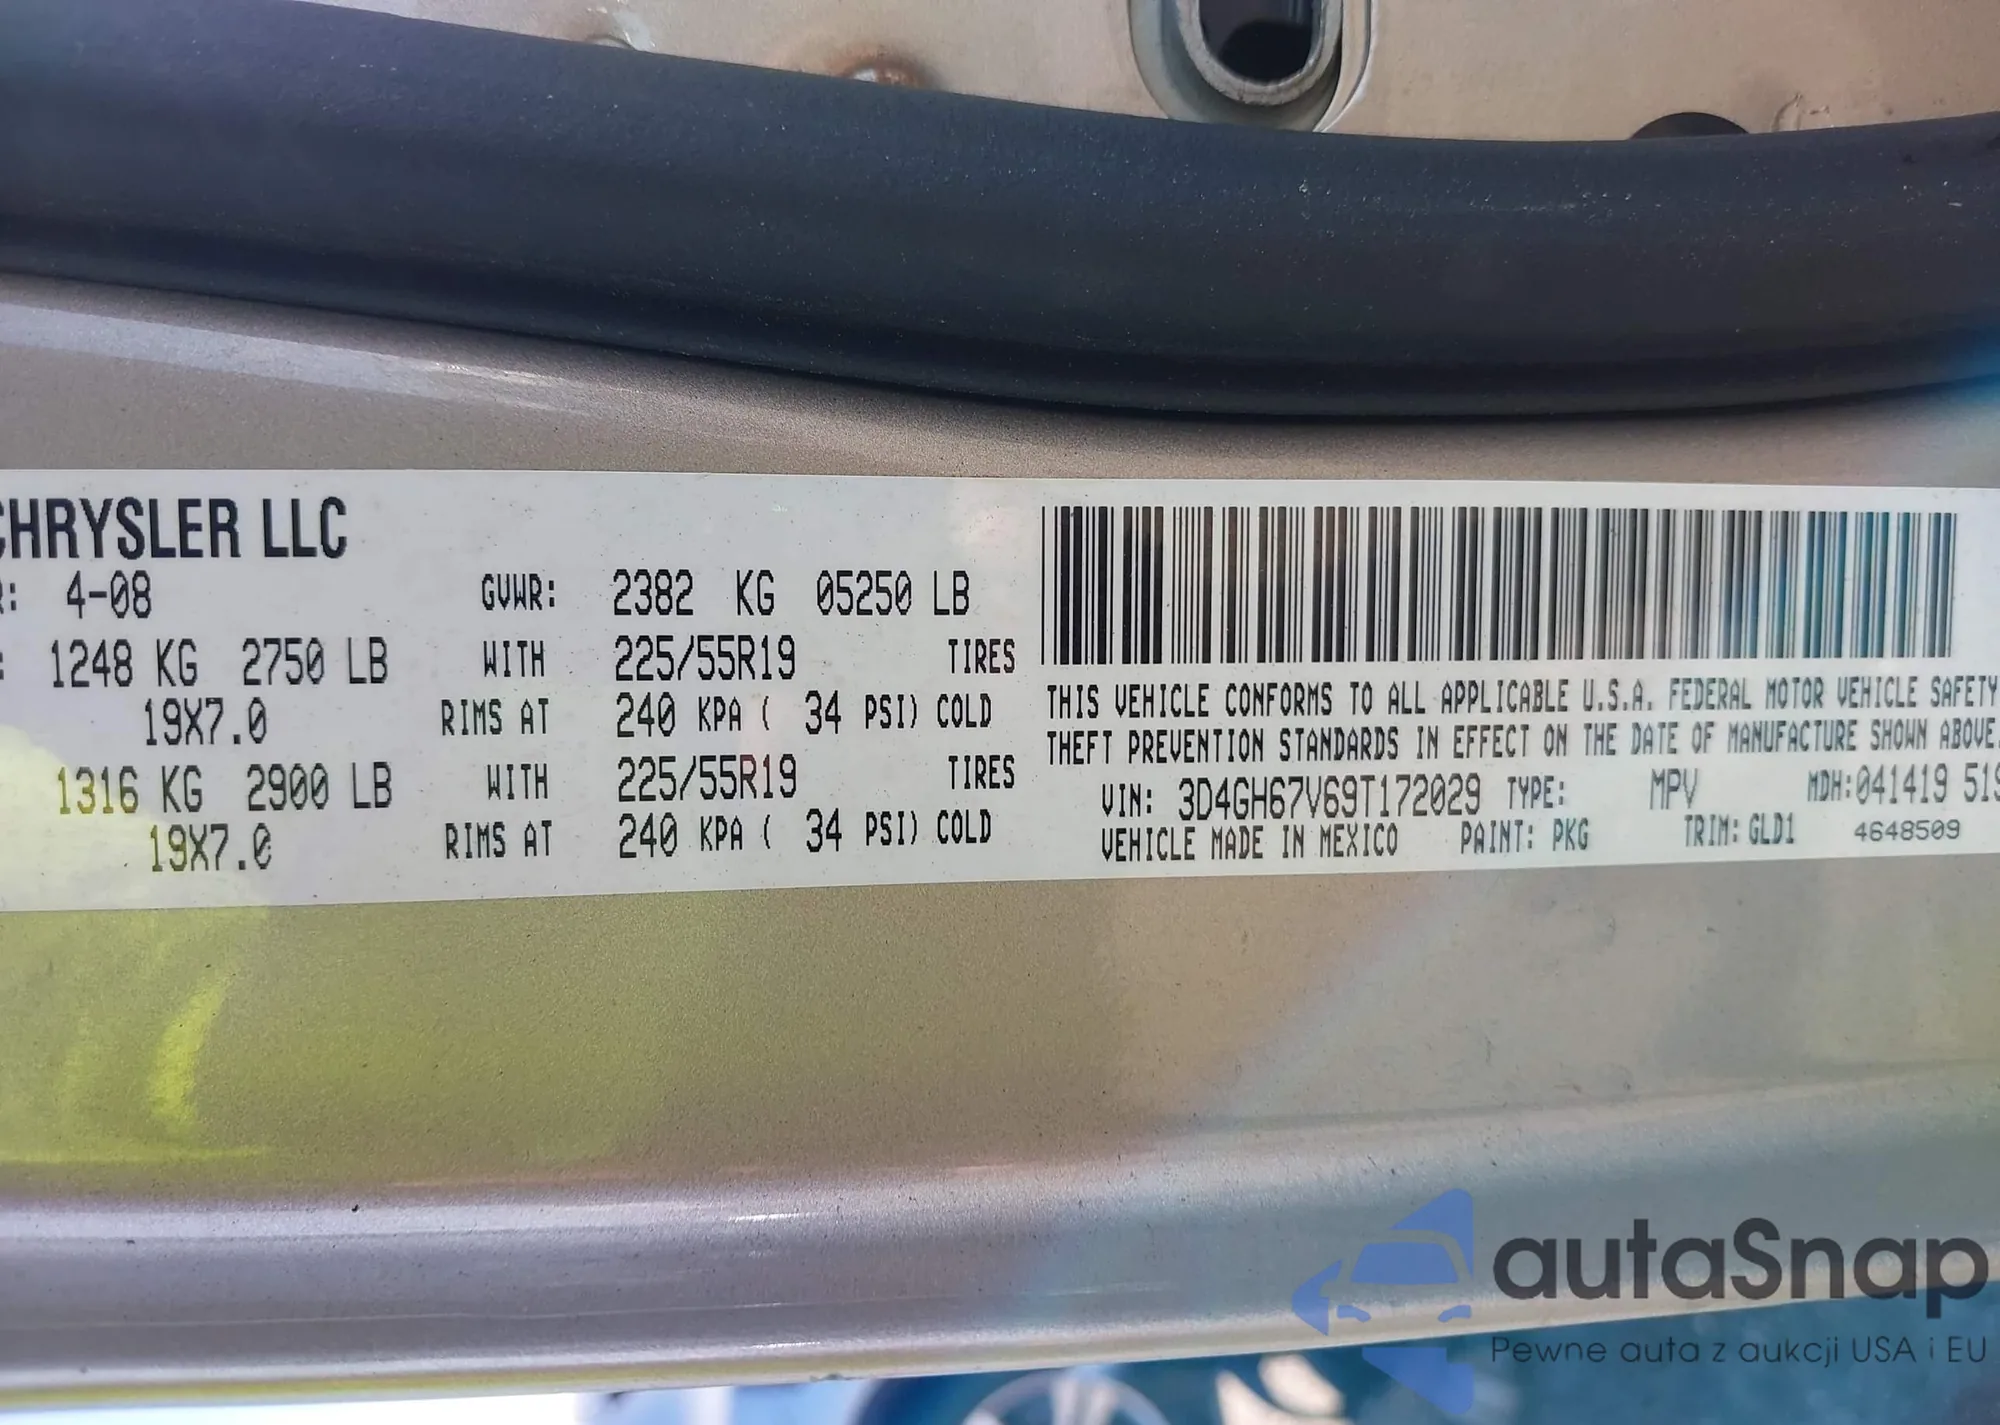 CHRYSLER LLC
R: 4-08 GVWR: 2382 KG 05250 LB
: 1248 KG 2750 LB WITH 225/55R19 TIRES
19X7.0 RIMS AT 240 KPA ( 34 PSI) COLD
1316 KG 2900 LB WITH 225/55R19 TIRES
19X7.0 RIMS AT 240 KPA ( 34 PSI) COLD
THIS VEHICLE CONFORMS TO ALL APPLICABLE U.S.A. FEDERAL MOTOR VEHICLE SAFETY
THEFT PREVENTION STANDARDS IN EFFECT ON THE DATE OF MANUFACTURE SHOWN ABOVE.
VIN: 3D4GH67V69T172029 TYPE: MPV MDH:041419 519
VEHICLE MADE IN MEXICO PAINT: PKG TRIM: GLD1 4648509
autaSnap
Pewne auta z aukcji USA i EU